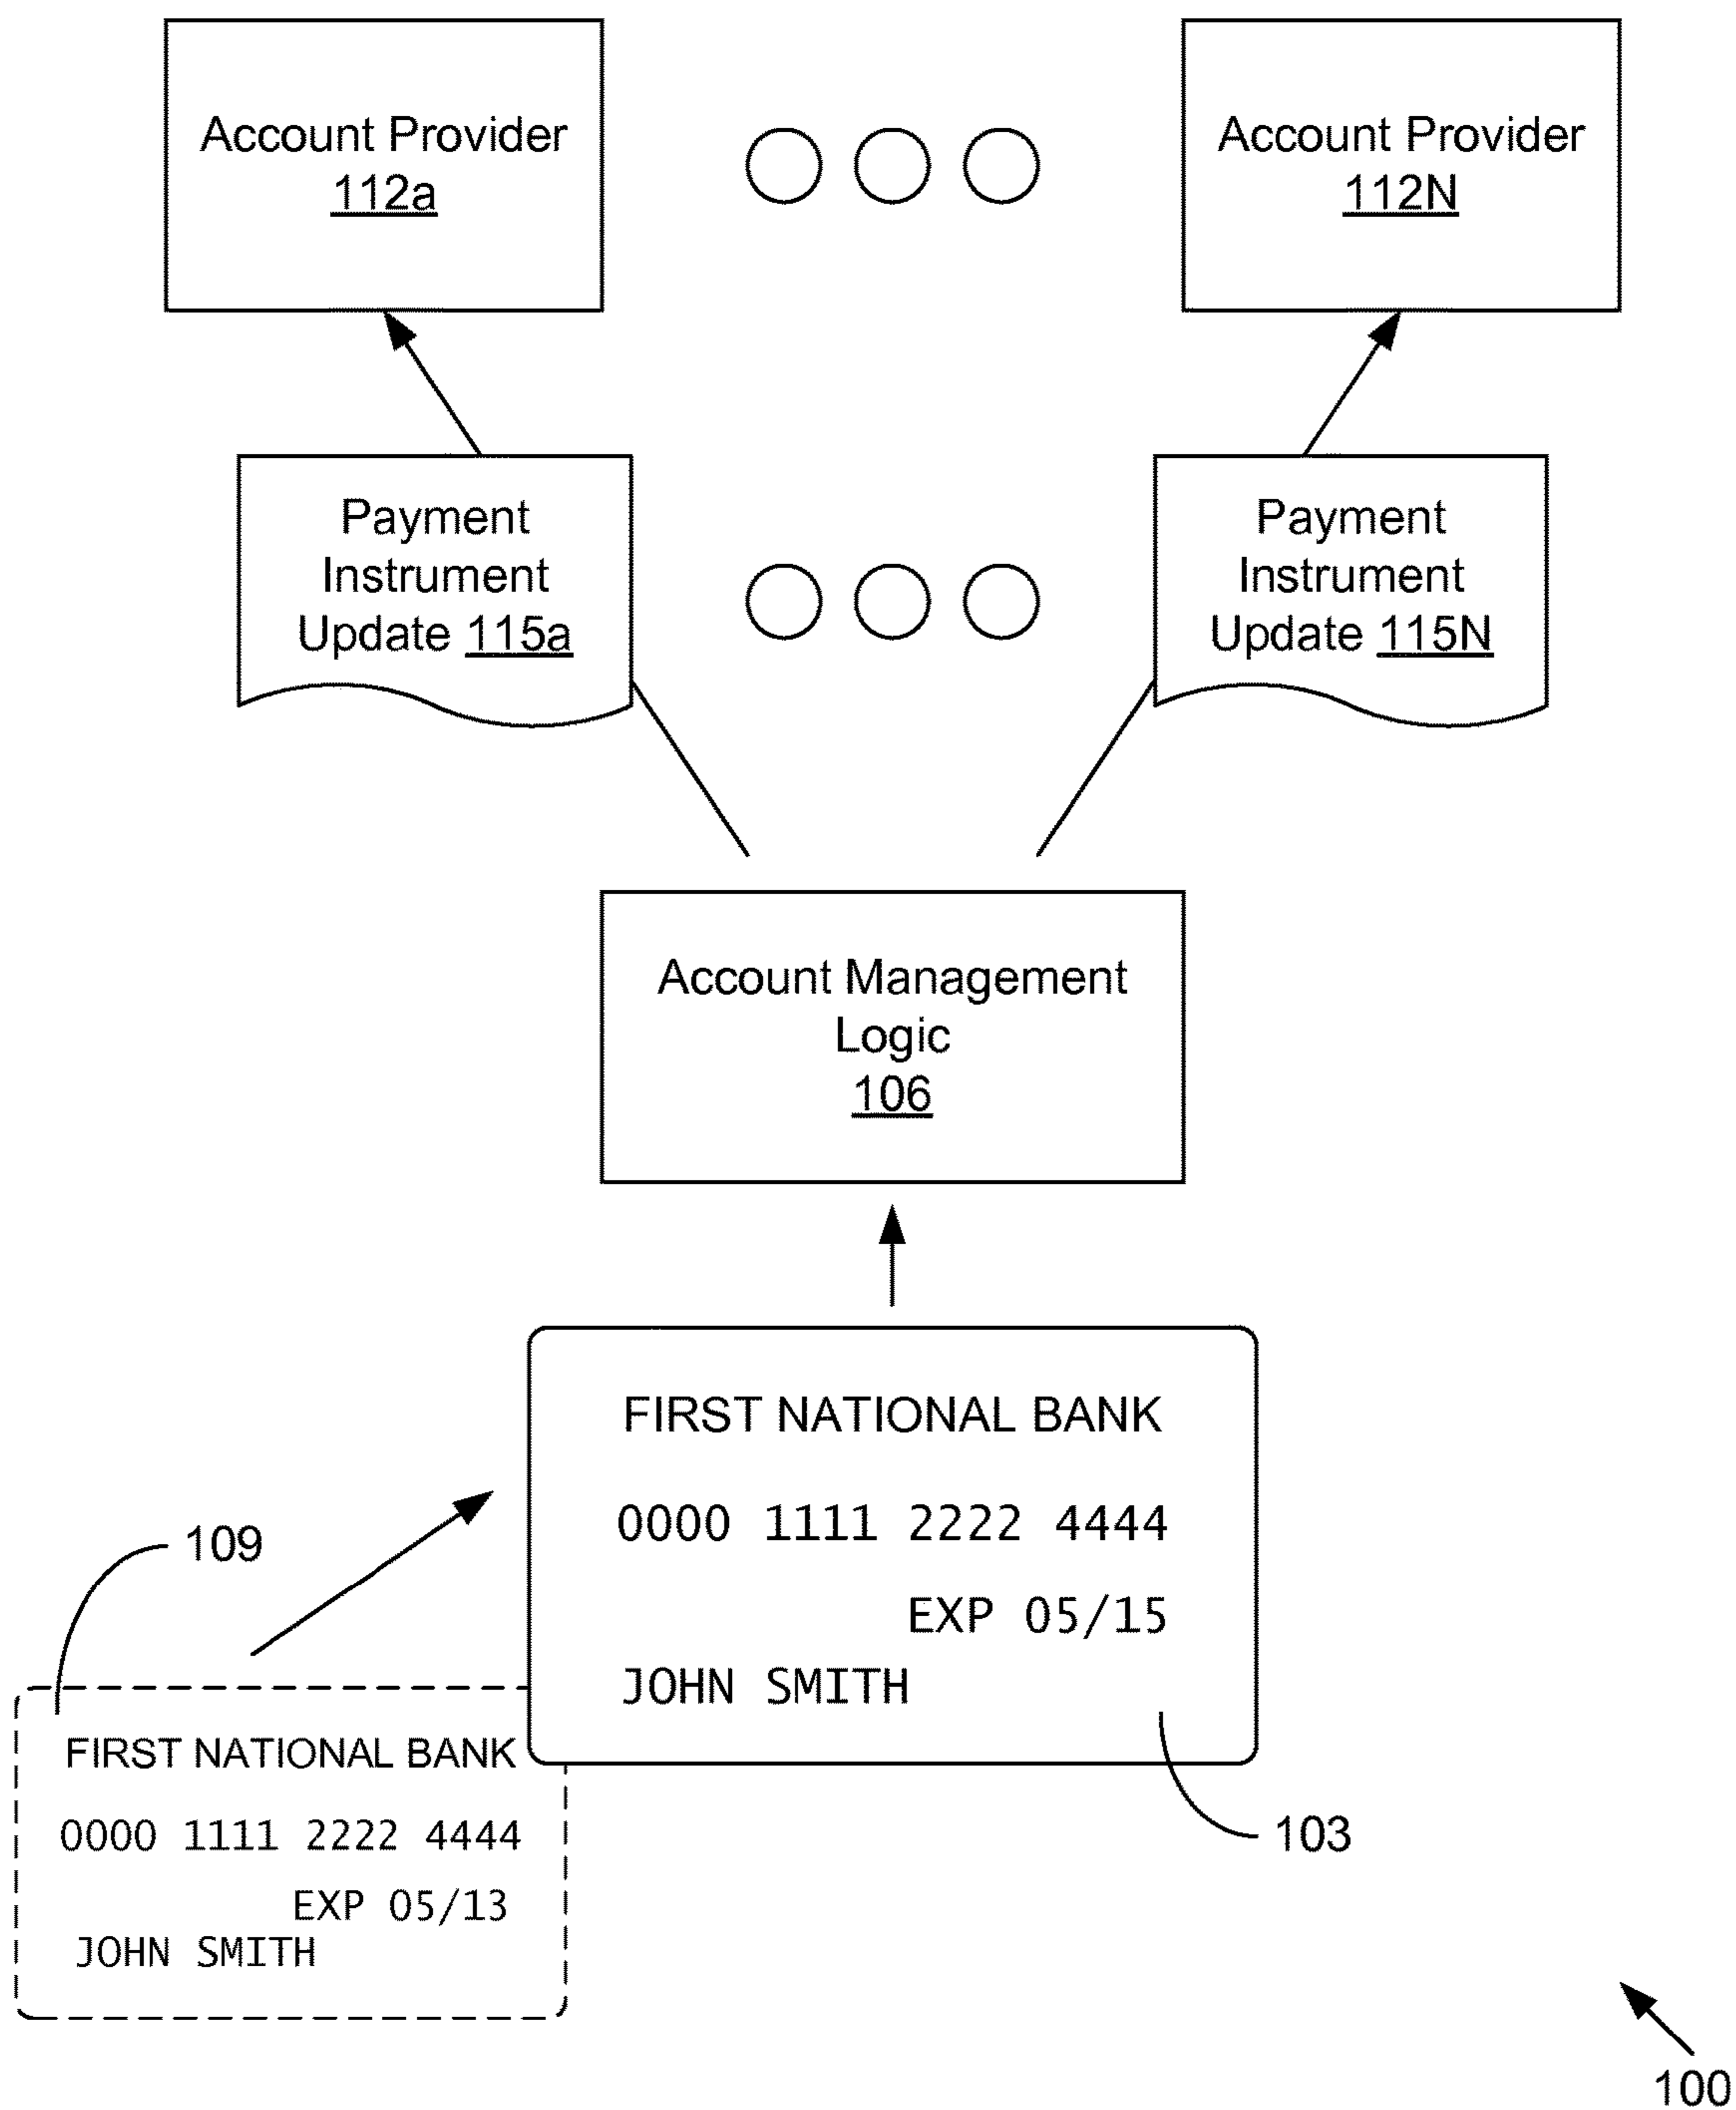 Account Provider
112a
Account Provider
112N
Payment
Instrument
Update 115a
Payment
Instrument
Update 115N
Account Management
Logic
106
FIRST NATIONAL BANK
0000 1111 2222 4444
EXP 05/15
JOHN SMITH
103
109
FIRST NATIONAL BANK
0000 1111 2222 4444
EXP 05/13
JOHN SMITH
100